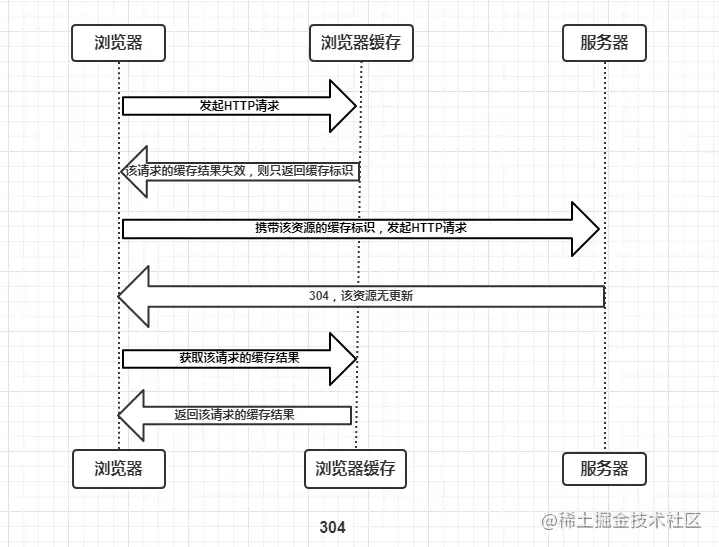 浏览器 浏览器缓存 服务器
发起HTTP请求
该请求的缓存结果失效，则只返回缓存标识
携带该资源的缓存标识，发起HTTP请求
304，该资源无更新
获取该请求的缓存结果
返回该请求的缓存结果
浏览器 浏览器缓存 服务器
304
@稀土掘金技术社区